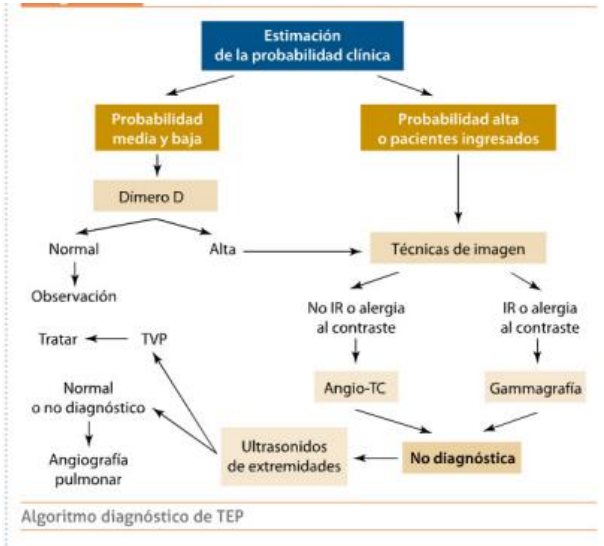 Estimación
de la probabilidad clínica
Probabilidad
media y baja
Probabilidad alta
o pacientes ingresados
Dímero D
Normal
Alta
Técnicas de imagen
Observación
No IR o alergia
al contraste
IR o alergia
al contraste
Tratar
TVP
Angio-TC
Gammagrafía
Normal
o no diagnóstico
Ultrasonidos
de extremidades
No diagnóstica
Angiografía
pulmonar
Algoritmo diagnóstico de TEP